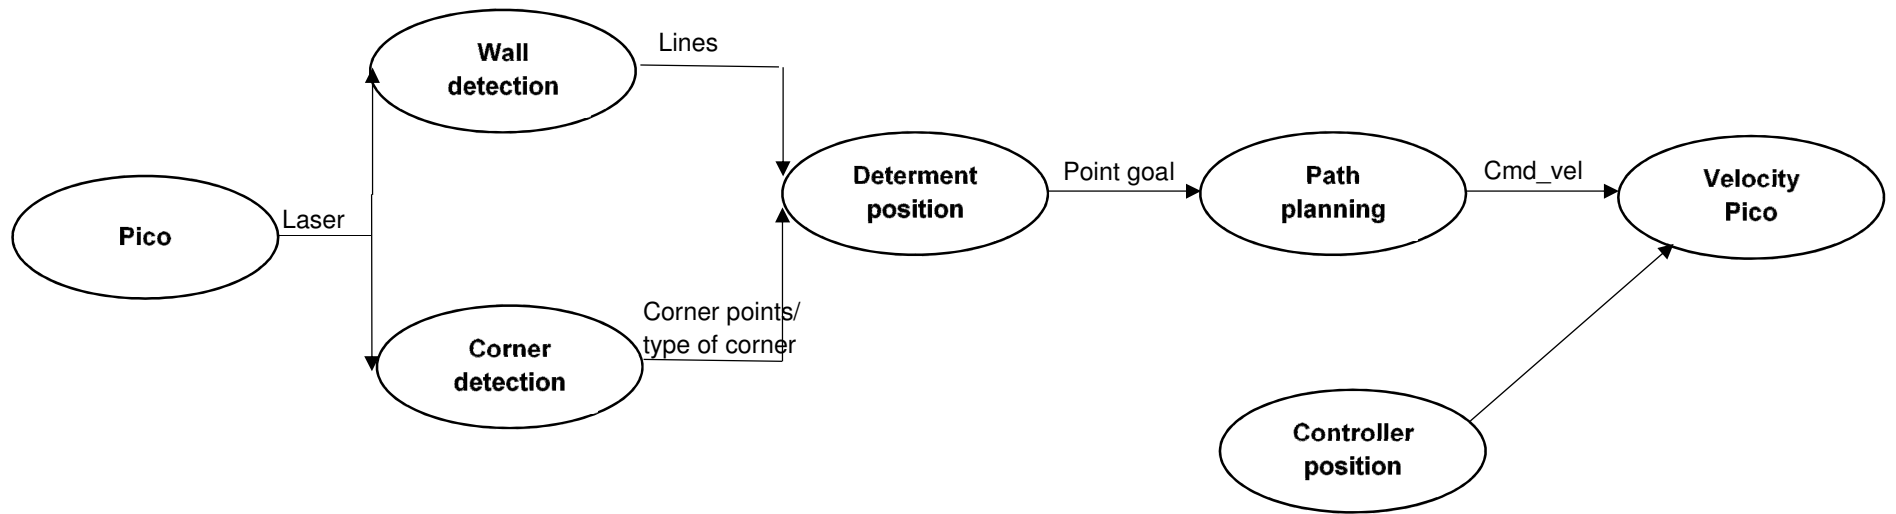 Pico
Laser
Wall
detection
Lines
Corner
detection
Corner points/
type of corner
Determent
position
Point goal
Path
planning
Cmd_vel
Velocity
Pico
Controller
position